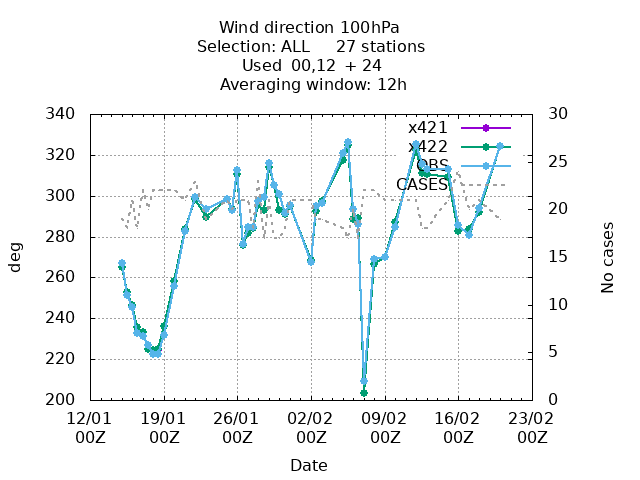 Wind direction 100hPa
Selection: ALL 27 stations
Used 00,12 + 24
Averaging window: 12h
340
320
300
280
260
240
220
200
30
25
20
15
10
5
0
deg
No cases
x421
x422
OBS
CASES
12/01 19/01 26/01 02/02 09/02 16/02 23/02
00Z 00Z 00Z 00Z 00Z 00Z 00Z
Date